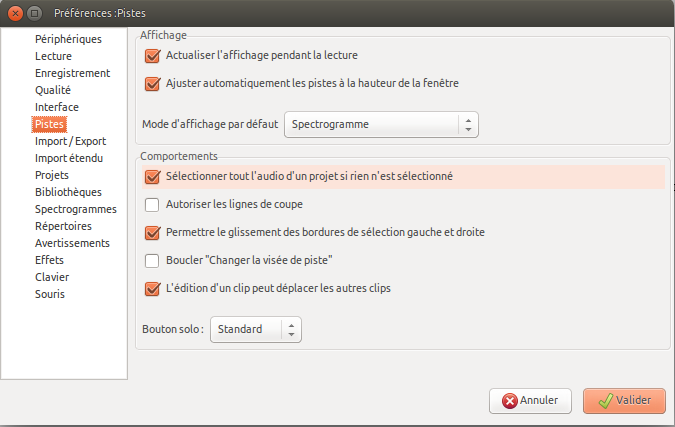 Préférences :Pistes
Périphériques
Lecture
Enregistrement
Qualité
Interface
Pistes
Import / Export
Import étendu
Projets
Bibliothèques
Spectrogrammes
Répertoires
Avertissements
Effets
Clavier
Souris
Affichage
Actualiser l'affichage pendant la lecture
Ajuster automatiquement les pistes à la hauteur de la fenêtre
Mode d'affichage par défaut Spectrogramme
Comportements
Sélectionner tout l'audio d'un projet si rien n'est sélectionné
Autoriser les lignes de coupe
Permettre le glissement des bordures de sélection gauche et droite
Boucler "Changer la visée de piste"
L'édition d'un clip peut déplacer les autres clips
Bouton solo : Standard
Annuler Valider